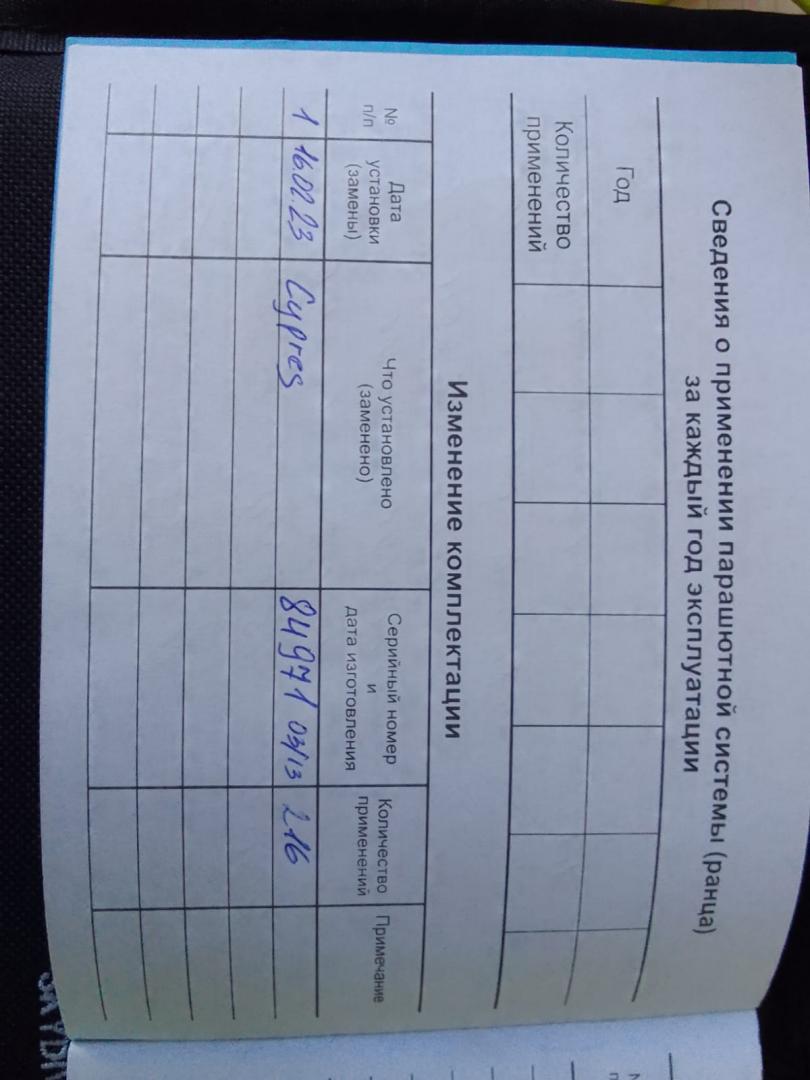 Сведения о применении парашютной системы (ранца)
за каждый год эксплуатации
Год
Количество
применений
Изменение комплектации
№
п/п
Дата
установки
(замены)
Что установлено
(заменено)
Серийный номер
и
дата изготовления
Количество
применений
Примечание
1 16.02.23 Cypres 84971 03/13 216